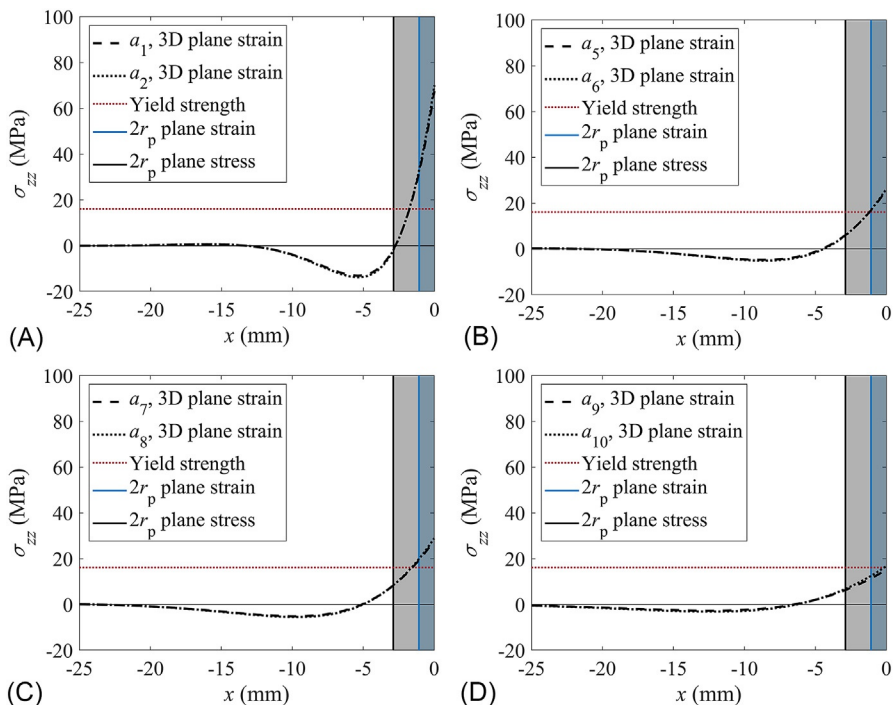 100
80
60
40
20
0
-20
σzz (MPa)
a1, 3D plane strain
a2, 3D plane strain
Yield strength
2rp plane strain
2rp plane stress
-25 -20 -15 -10 -5 0
x (mm)
(A)
100
80
60
40
20
0
-20
σzz (MPa)
a5, 3D plane strain
a6, 3D plane strain
Yield strength
2rp plane strain
2rp plane stress
-25 -20 -15 -10 -5 0
x (mm)
(B)
100
80
60
40
20
0
-20
σzz (MPa)
a7, 3D plane strain
a8, 3D plane strain
Yield strength
2rp plane strain
2rp plane stress
-25 -20 -15 -10 -5 0
x (mm)
(C)
100
80
60
40
20
0
-20
σzz (MPa)
a9, 3D plane strain
a10, 3D plane strain
Yield strength
2rp plane strain
2rp plane stress
-25 -20 -15 -10 -5 0
x (mm)
(D)